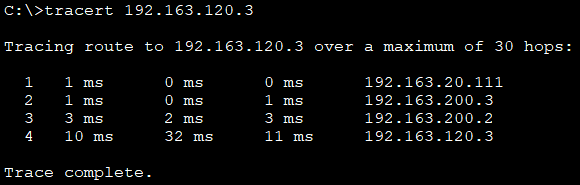 C:\>tracert 192.163.120.3
Tracing route to 192.163.120.3 over a maximum of 30 hops:
1 1 ms 0 ms 0 ms 192.163.20.111
2 1 ms 0 ms 1 ms 192.163.200.3
3 3 ms 2 ms 3 ms 192.163.200.2
4 10 ms 32 ms 11 ms 192.163.120.3
Trace complete.